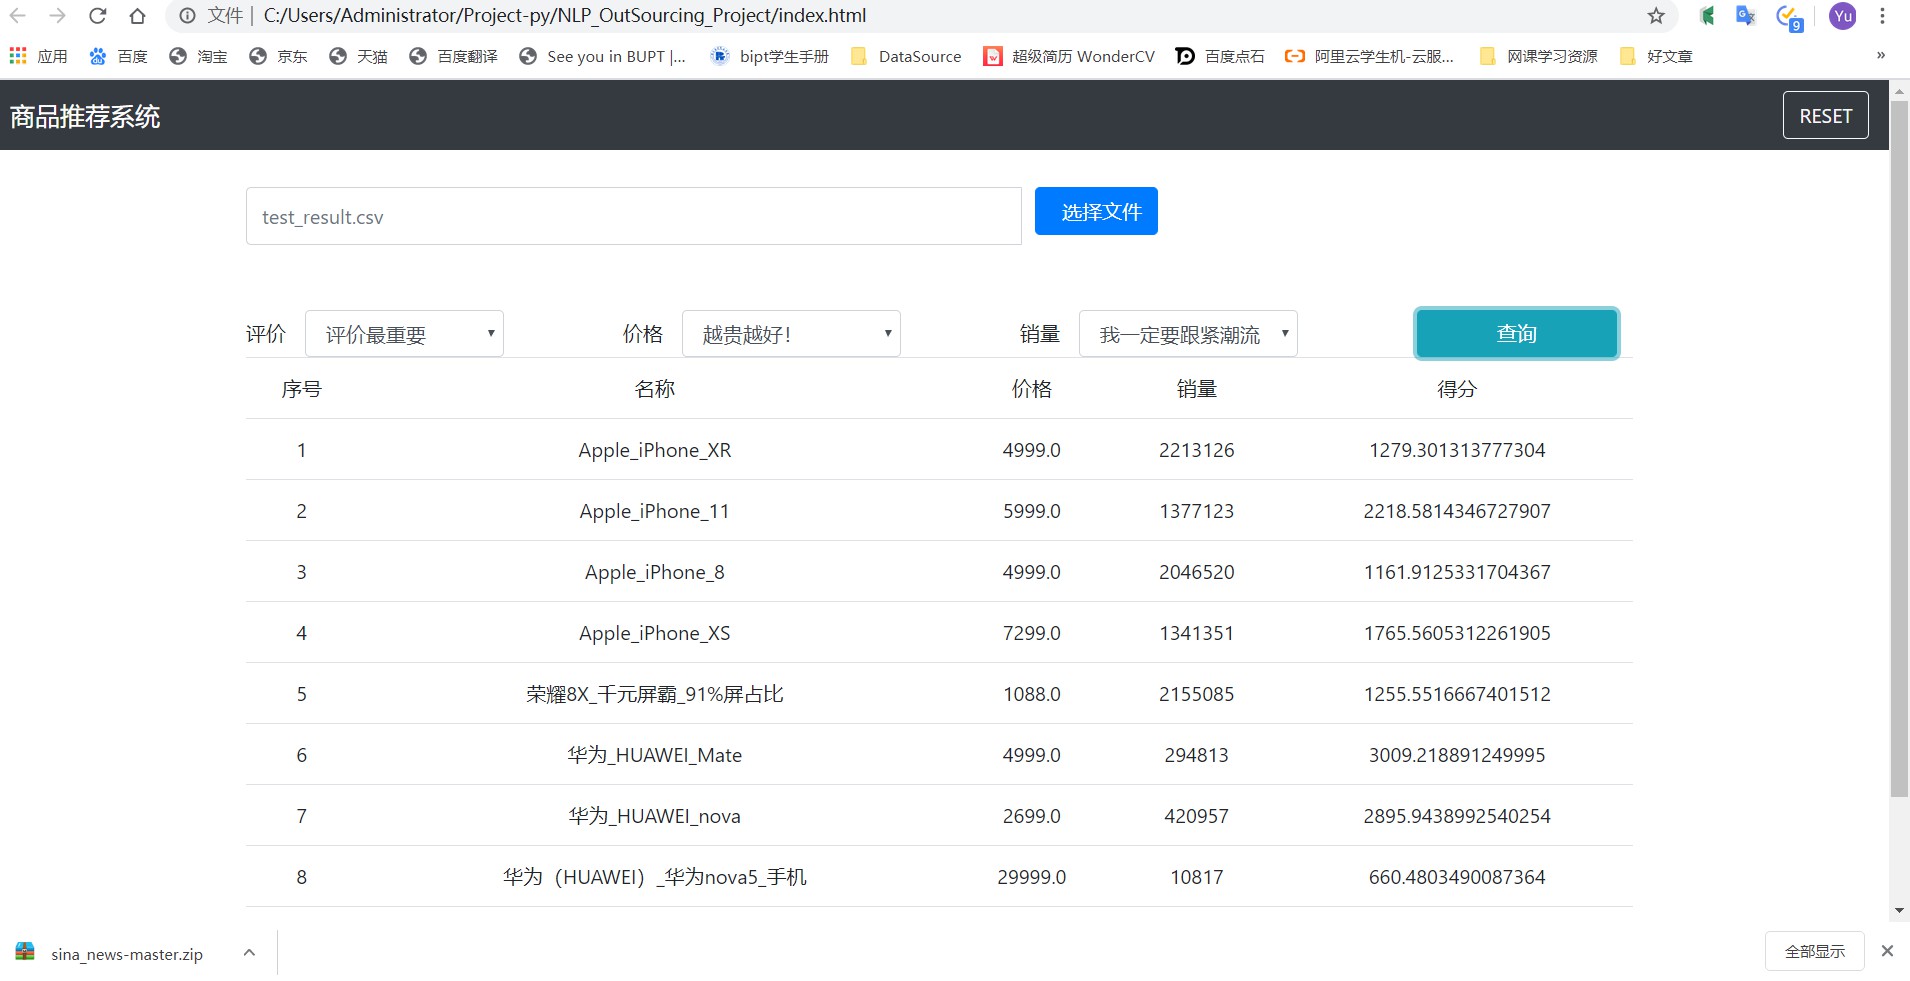 文件 | C:/Users/Administrator/Project-py/NLP_OutSourcing_Project/index.html Yu 9
应用 百度 淘宝 京东 天猫 百度翻译 See you in BUPT |... bipt学生手册 DataSource 超级简历 WonderCV 百度点石 阿里云学生机-云服... 网课学习资源 好文章 »
商品推荐系统 RESET
test_result.csv 选择文件
评价 评价最重要 价格 越贵越好! 销量 我一定要跟紧潮流 查询
序号 名称 价格 销量 得分
1 Apple_iPhone_XR 4999.0 2213126 1279.301313777304
2 Apple_iPhone_11 5999.0 1377123 2218.5814346727907
3 Apple_iPhone_8 4999.0 2046520 1161.9125331704367
4 Apple_iPhone_XS 7299.0 1341351 1765.5605312261905
5 荣耀8X_千元屏霸_91%屏占比 1088.0 2155085 1255.5516667401512
6 华为_HUAWEI_Mate 4999.0 294813 3009.218891249995
7 华为_HUAWEI_nova 2699.0 420957 2895.9438992540254
8 华为（HUAWEI）_华为nova5_手机 29999.0 10817 660.4803490087364
sina_news-master.zip 全部显示